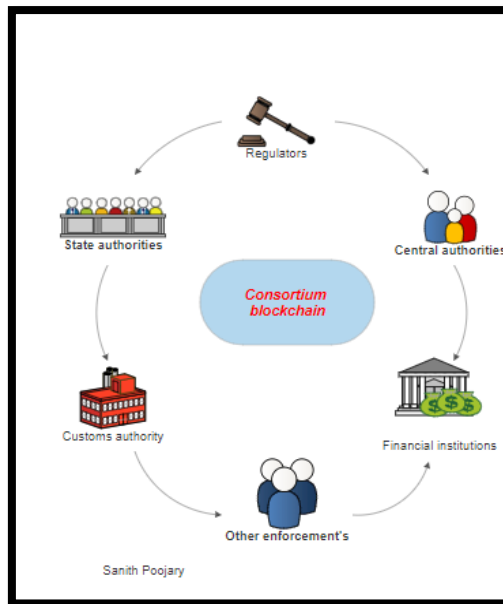 Regulators
State authorities
Central authorities
Consortium
blockchain
Customs authority
Financial institutions
Other enforcement's
Sanith Poojary